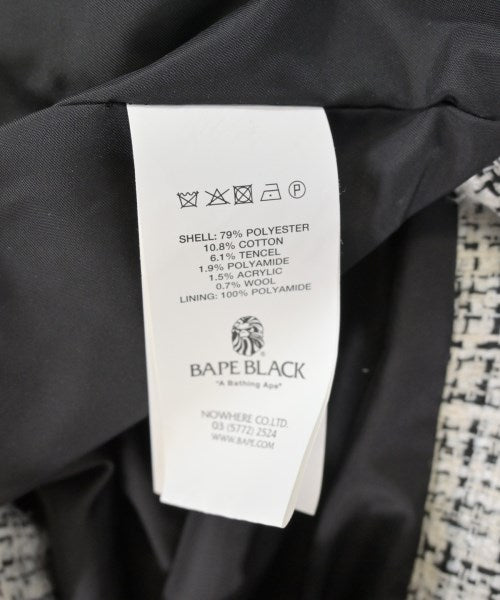 P
SHELL: 79% POLYESTER
10.8% COTTON
6.1% TENCEL
1.9% POLYAMIDE
1.5% ACRYLIC
0.7% WOOL
LINING: 100% POLYAMIDE
BAPE BLACK
"A Bathing Ape"
NOWHERE CO.LTD.
03 (5772) 2524
WWW.BAPE.COM